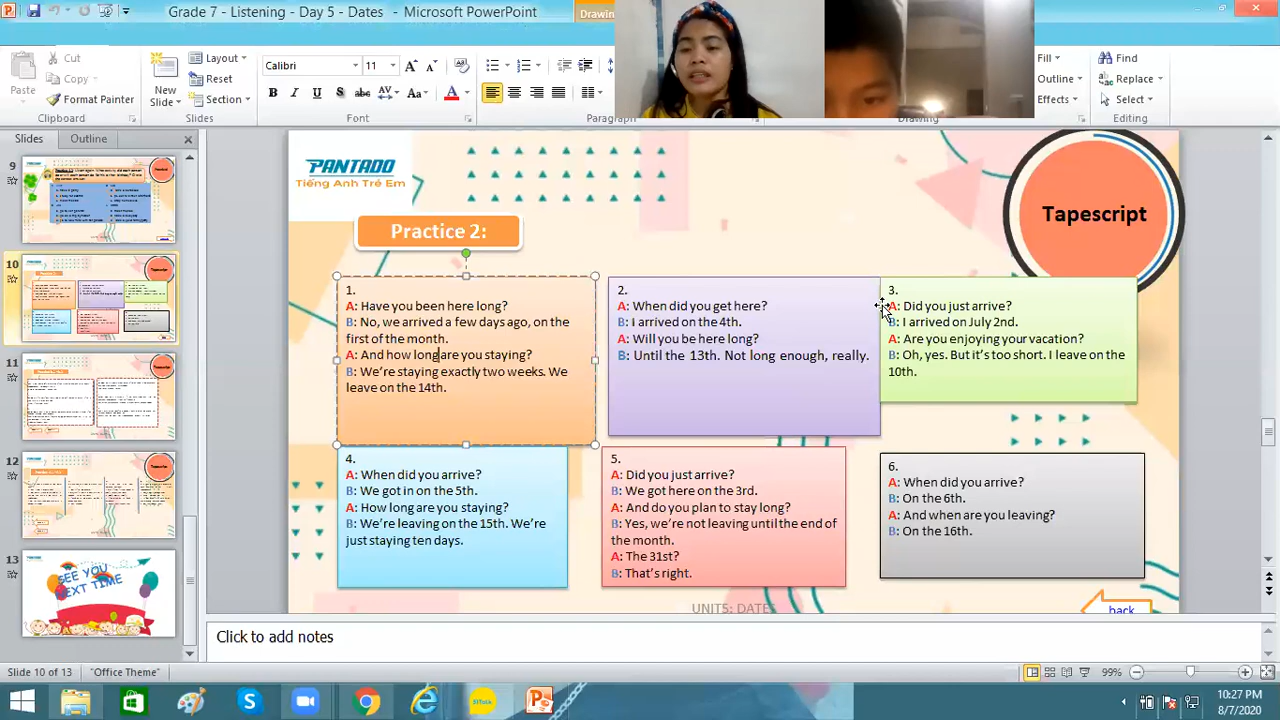 Grade 7 - Listening - Day 5 - Dates - Microsoft PowerPoint
Drawing
Cut
Copy
Paste
Format Painter
Clipboard
New
Slide
Layout
Reset
Section
Slides
Calibri
11
Font
Paragraph
Drawing
Fill
Outline
Effects
Find
Replace
Select
Editing
Slides
Outline
9
10
11
12
13
SEE YOU
NEXT TIME
PANTADO
Tiếng Anh Trẻ Em
Practice 2:
Tapescript
1.
A: Have you been here long?
B: No, we arrived a few days ago, on the
first of the month.
A: And how long are you staying?
B: We're staying exactly two weeks. We
leave on the 14th.
2.
A: When did you get here?
B: I arrived on the 4th.
A: Will you be here long?
B: Until the 13th. Not long enough, really.
3.
A: Did you just arrive?
B: I arrived on July 2nd.
A: Are you enjoying your vacation?
B: Oh, yes. But it's too short. I leave on the
10th.
4.
A: When did you arrive?
B: We got in on the 5th.
A: How long are you staying?
B: We're leaving on the 15th. We're
just staying ten days.
5.
A: Did you just arrive?
B: We got here on the 3rd.
A: And do you plan to stay long?
B: Yes, we're not leaving until the end of
the month.
A: The 31st?
B: That's right.
6.
A: When did you arrive?
B: On the 6th.
A: And when are you leaving?
B: On the 16th.
UNITS: DATES
back
Click to add notes
Slide 10 of 13
"Office Theme"
99%
10:27 PM
8/7/2020